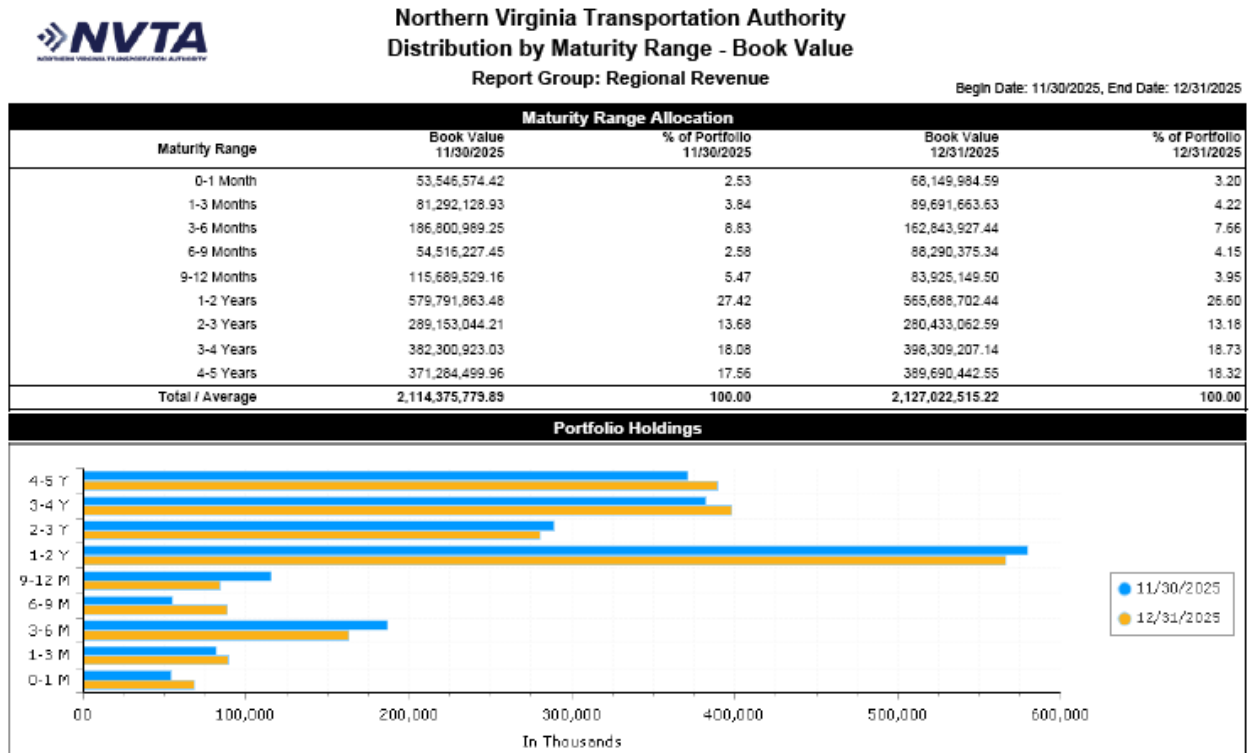 NVTA
NORTHERN VIRGINIA TRANSPORTATION AUTHORITY
Northern Virginia Transportation Authority
Distribution by Maturity Range - Book Value
Report Group: Regional Revenue
Begin Date: 11/30/2025, End Date: 12/31/2025
Maturity Range Allocation
Maturity Range Book Value 11/30/2025 % of Portfolio 11/30/2025 Book Value 12/31/2025 % of Portfolio 12/31/2025
0-1 Month 53,546,574.42 2.53 68,149,984.59 3.20
1-3 Months 81,292,128.93 3.84 89,691,663.63 4.22
3-6 Months 186,800,989.25 8.83 162,843,927.44 7.66
6-9 Months 54,516,227.45 2.58 88,290,375.34 4.15
9-12 Months 115,689,529.16 5.47 83,925,149.50 3.95
1-2 Years 579,791,863.48 27.42 565,688,702.44 26.60
2-3 Years 289,153,044.21 13.68 280,433,062.59 13.18
3-4 Years 382,300,923.03 18.08 398,309,207.14 18.73
4-5 Years 371,284,499.96 17.56 389,690,442.55 18.32
Total / Average 2,114,375,779.89 100.00 2,127,022,515.22 100.00
Portfolio Holdings
4-5 Y
3-4 Y
2-3 Y
1-2 Y
9-12 M
6-9 M
3-6 M
1-3 M
0-1 M
00 100,000 200,000 300,000 400,000 500,000 600,000
In Thousands
11/30/2025
12/31/2025